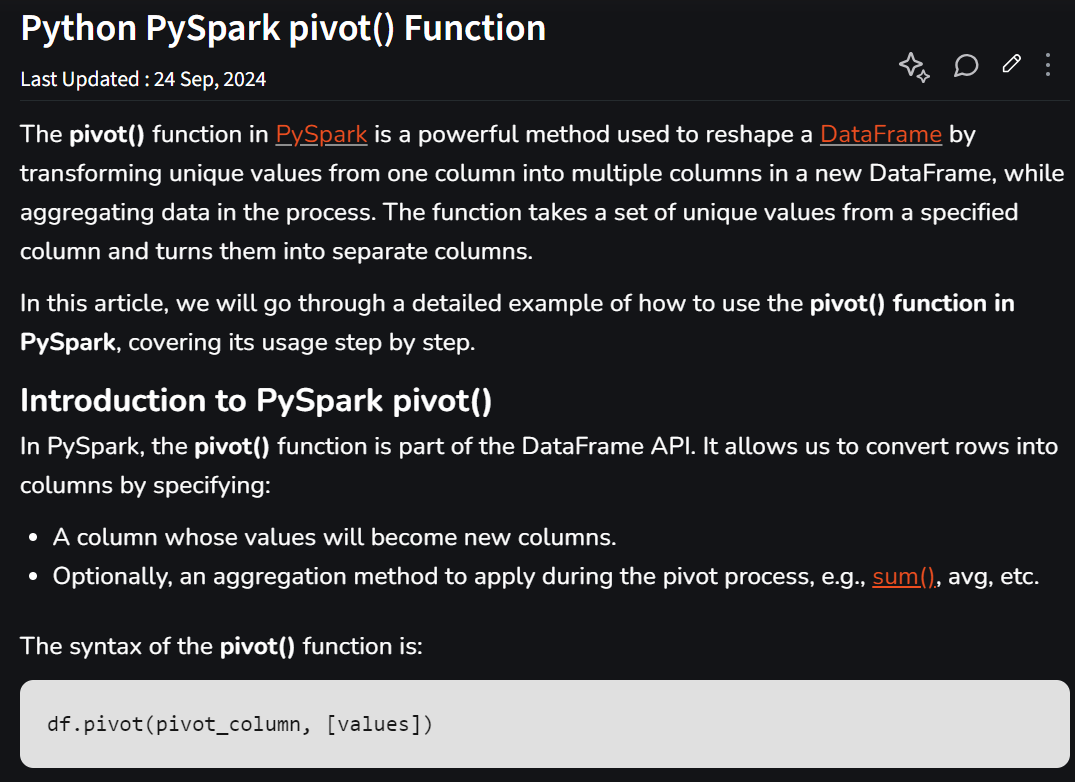 Python PySpark pivot() Function
Last Updated : 24 Sep, 2024
The pivot() function in PySpark is a powerful method used to reshape a DataFrame by
transforming unique values from one column into multiple columns in a new DataFrame, while
aggregating data in the process. The function takes a set of unique values from a specified
column and turns them into separate columns.
In this article, we will go through a detailed example of how to use the pivot() function in
PySpark, covering its usage step by step.
Introduction to PySpark pivot()
In PySpark, the pivot() function is part of the DataFrame API. It allows us to convert rows into
columns by specifying:
• A column whose values will become new columns.
• Optionally, an aggregation method to apply during the pivot process, e.g., sum(), avg, etc.
The syntax of the pivot() function is:
df.pivot(pivot_column, [values])